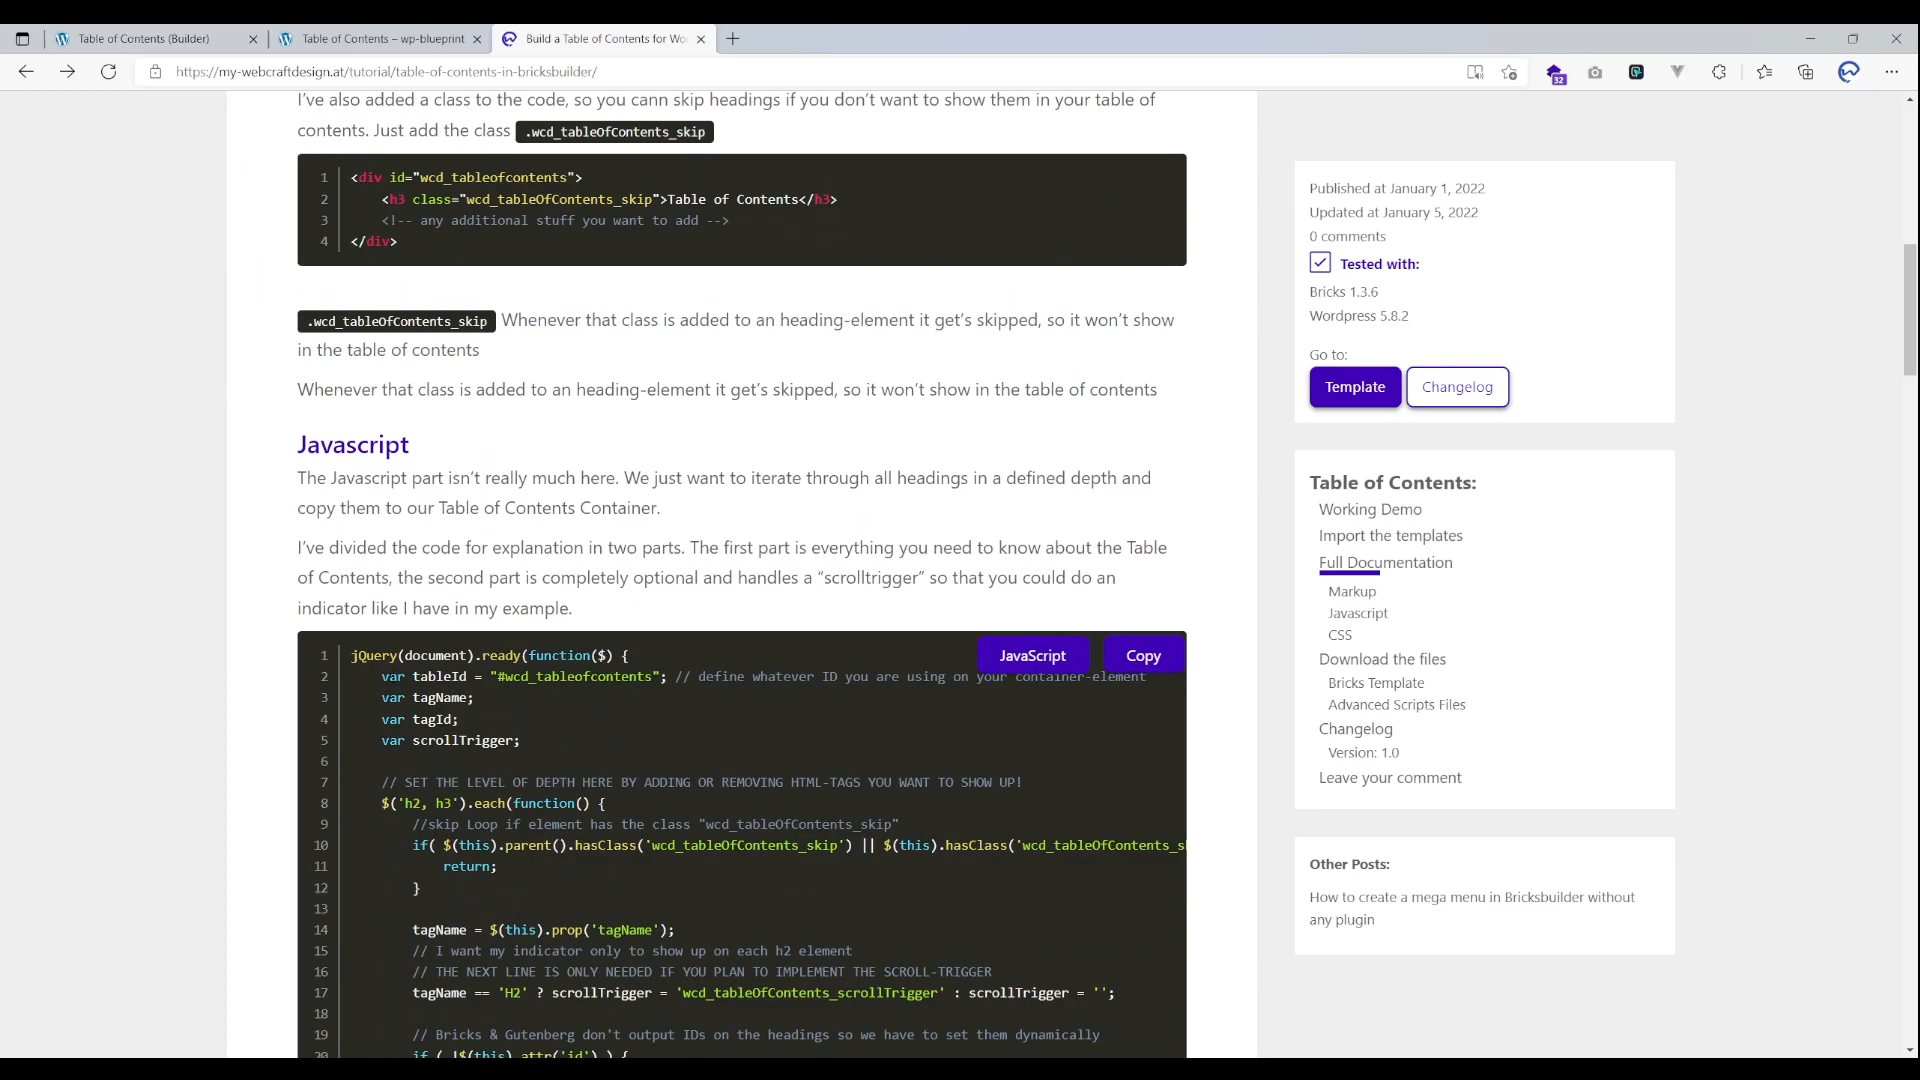 Table of Contents (Builder)
Table of Contents – wp-blueprint
Build a Table of Contents for Wo
https://my-webcraftdesign.at/tutorial/table-of-contents-in-bricksbuilder/
32
I've also added a class to the code, so you cann skip headings if you don't want to show them in your table of
contents. Just add the class .wcd_tableOfContents_skip
1 <div id="wcd_tableofcontents">
2 <h3 class="wcd_tableOfContents_skip">Table of Contents</h3>
3 <!-- any additional stuff you want to add -->
4 </div>
.wcd_tableOfContents_skip Whenever that class is added to an heading-element it get's skipped, so it won't show
in the table of contents
Whenever that class is added to an heading-element it get's skipped, so it won't show in the table of contents
Javascript
The Javascript part isn't really much here. We just want to iterate through all headings in a defined depth and
copy them to our Table of Contents Container.
I've divided the code for explanation in two parts. The first part is everything you need to know about the Table
of Contents, the second part is completely optional and handles a “scrolltrigger” so that you could do an
indicator like I have in my example.
JavaScript Copy
1 jQuery(document).ready(function($) {
2 var tableId = "#wcd_tableofcontents"; // define whatever ID you are using on your container-element
3 var tagName;
4 var tagId;
5 var scrollTrigger;
6
7 // SET THE LEVEL OF DEPTH HERE BY ADDING OR REMOVING HTML-TAGS YOU WANT TO SHOW UP!
8 $('h2, h3').each(function() {
9 //skip Loop if element has the class "wcd_tableOfContents_skip"
10 if( $(this).parent().hasClass('wcd_tableOfContents_skip') || $(this).hasClass('wcd_tableOfContents_s
11 return;
12 }
13
14 tagName = $(this).prop('tagName');
15 // I want my indicator only to show up on each h2 element
16 // THE NEXT LINE IS ONLY NEEDED IF YOU PLAN TO IMPLEMENT THE SCROLL-TRIGGER
17 tagName == 'H2' ? scrollTrigger = 'wcd_tableOfContents_scrollTrigger' : scrollTrigger = '';
18
19 // Bricks & Gutenberg don't output IDs on the headings so we have to set them dynamically
20 if ( !$(this).attr('id') ) {
Published at January 1, 2022
Updated at January 5, 2022
0 comments
Tested with:
Bricks 1.3.6
Wordpress 5.8.2
Go to:
Template Changelog
Table of Contents:
Working Demo
Import the templates
Full Documentation
Markup
Javascript
CSS
Download the files
Bricks Template
Advanced Scripts Files
Changelog
Version: 1.0
Leave your comment
Other Posts:
How to create a mega menu in Bricksbuilder without
any plugin